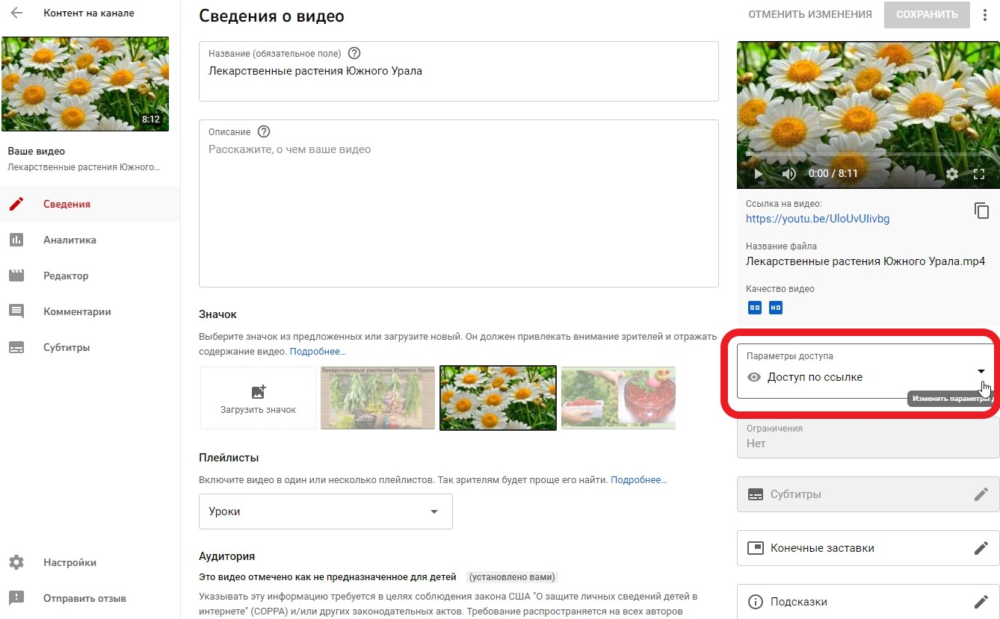 Контент на канале
8:12
Ваше видео
Лекарственные растения Южного...
Сведения
Аналитика
Редактор
Комментарии
Субтитры
Настройки
Отправить отзыв
Сведения о видео
ОТМЕНИТЬ ИЗМЕНЕНИЯ
СОХРАНИТЬ
Название (обязательное поле)
Лекарственные растения Южного Урала
Описание
Расскажите, о чем ваше видео
Значок
Выберите значок из предложенных или загрузите новый. Он должен привлекать внимание зрителей и отражать
содержание видео. Подробнее...
Загрузить значок
Лекарственные растения Южного Урала
Плейлисты
Включите видео в один или несколько плейлистов. Так зрителям будет проще его найти. Подробнее...
Уроки
Аудитория
Это видео отмечено как не предназначенное для детей (установлено вами)
Указывать эту информацию требуется в целях соблюдения закона США "О защите личных сведений детей в
интернете" (COPPA) и/или других законодательных актов. Требование распространяется на всех авторов
0:00 / 8:11
Ссылка на видео:
https://youtu.be/UloUvUIivbg
Название файла
Лекарственные растения Южного Урала.mp4
Качество видео
SD HD
Параметры доступа
Доступ по ссылке
Изменить параметры д
Ограничения
Нет
Субтитры
Конечные заставки
Подсказки